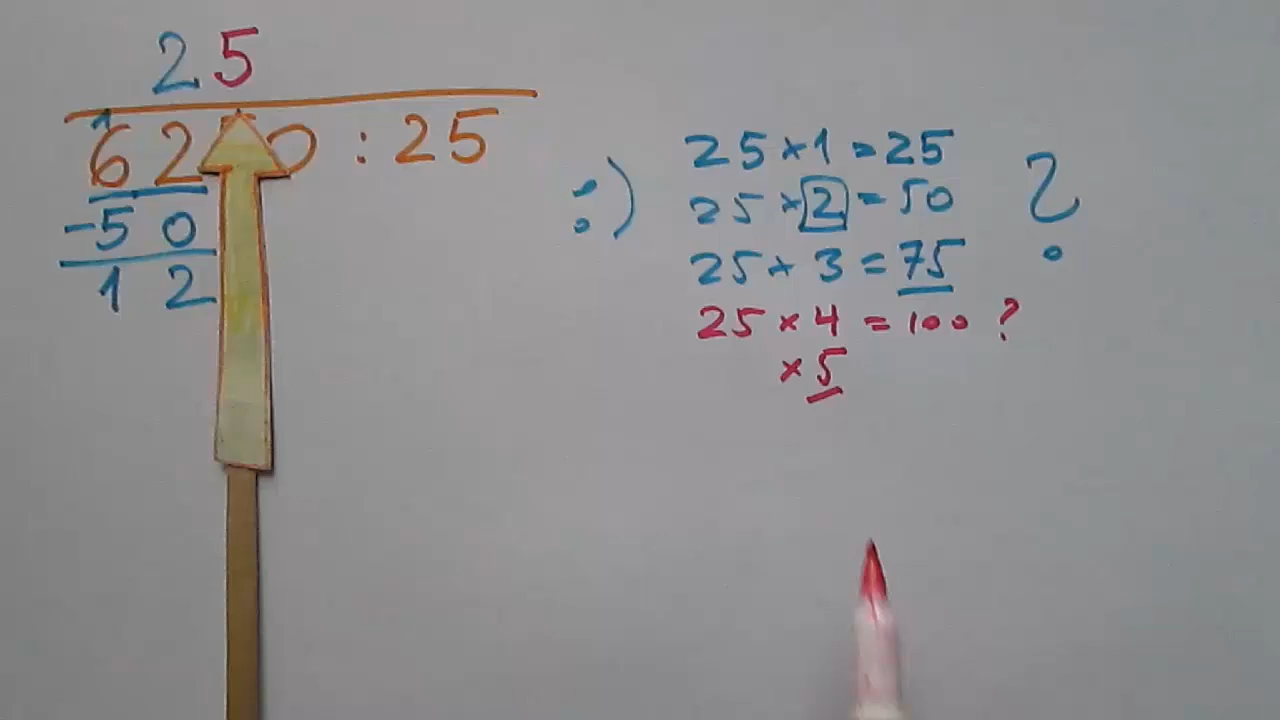 25
62 0 : 25
-50
12
:)
25 × 1 = 25
25 × 2 = 50
25 × 3 = 75
?
25 × 4 = 100 ?
× 5